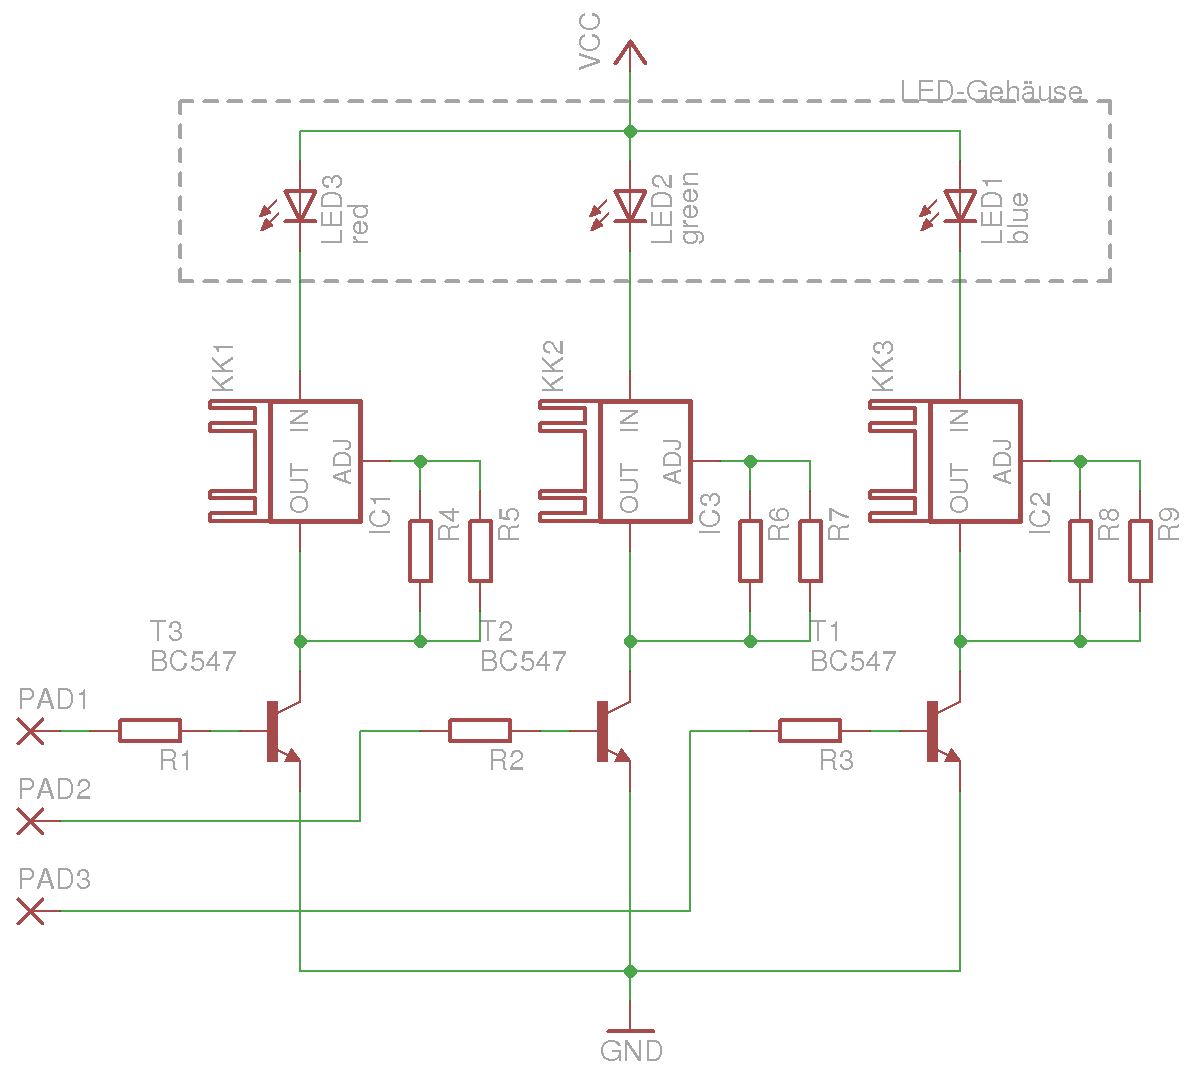 VCC
LED-Gehäuse
LED3
red
LED2
green
LED1
blue
KK1
KK2
KK3
IN
OUT
ADJ
IC1
R4
R5
IN
OUT
ADJ
IC3
R6
R7
IN
OUT
ADJ
IC2
R8
R9
T3
BC547
T2
BC547
T1
BC547
PAD1
R1
R2
R3
PAD2
PAD3
GND